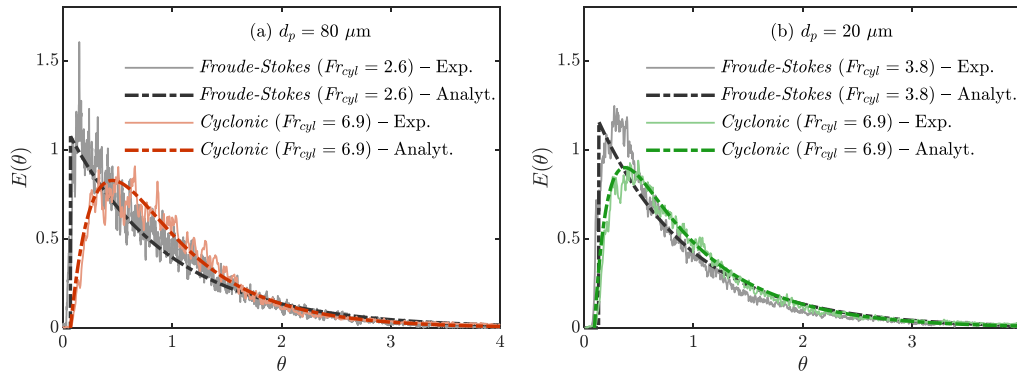 (a) d_p = 80 μm
Froude-Stokes (Fr_cyl = 2.6) – Exp.
Froude-Stokes (Fr_cyl = 2.6) – Analyt.
Cyclonic (Fr_cyl = 6.9) – Exp.
Cyclonic (Fr_cyl = 6.9) – Analyt.
E(θ)
1.5
1
0.5
0
0 1 2 3 4
θ
(b) d_p = 20 μm
Froude-Stokes (Fr_cyl = 3.8) – Exp.
Froude-Stokes (Fr_cyl = 3.8) – Analyt.
Cyclonic (Fr_cyl = 6.9) – Exp.
Cyclonic (Fr_cyl = 6.9) – Analyt.
E(θ)
1.5
1
0.5
0
0 1 2 3
θ